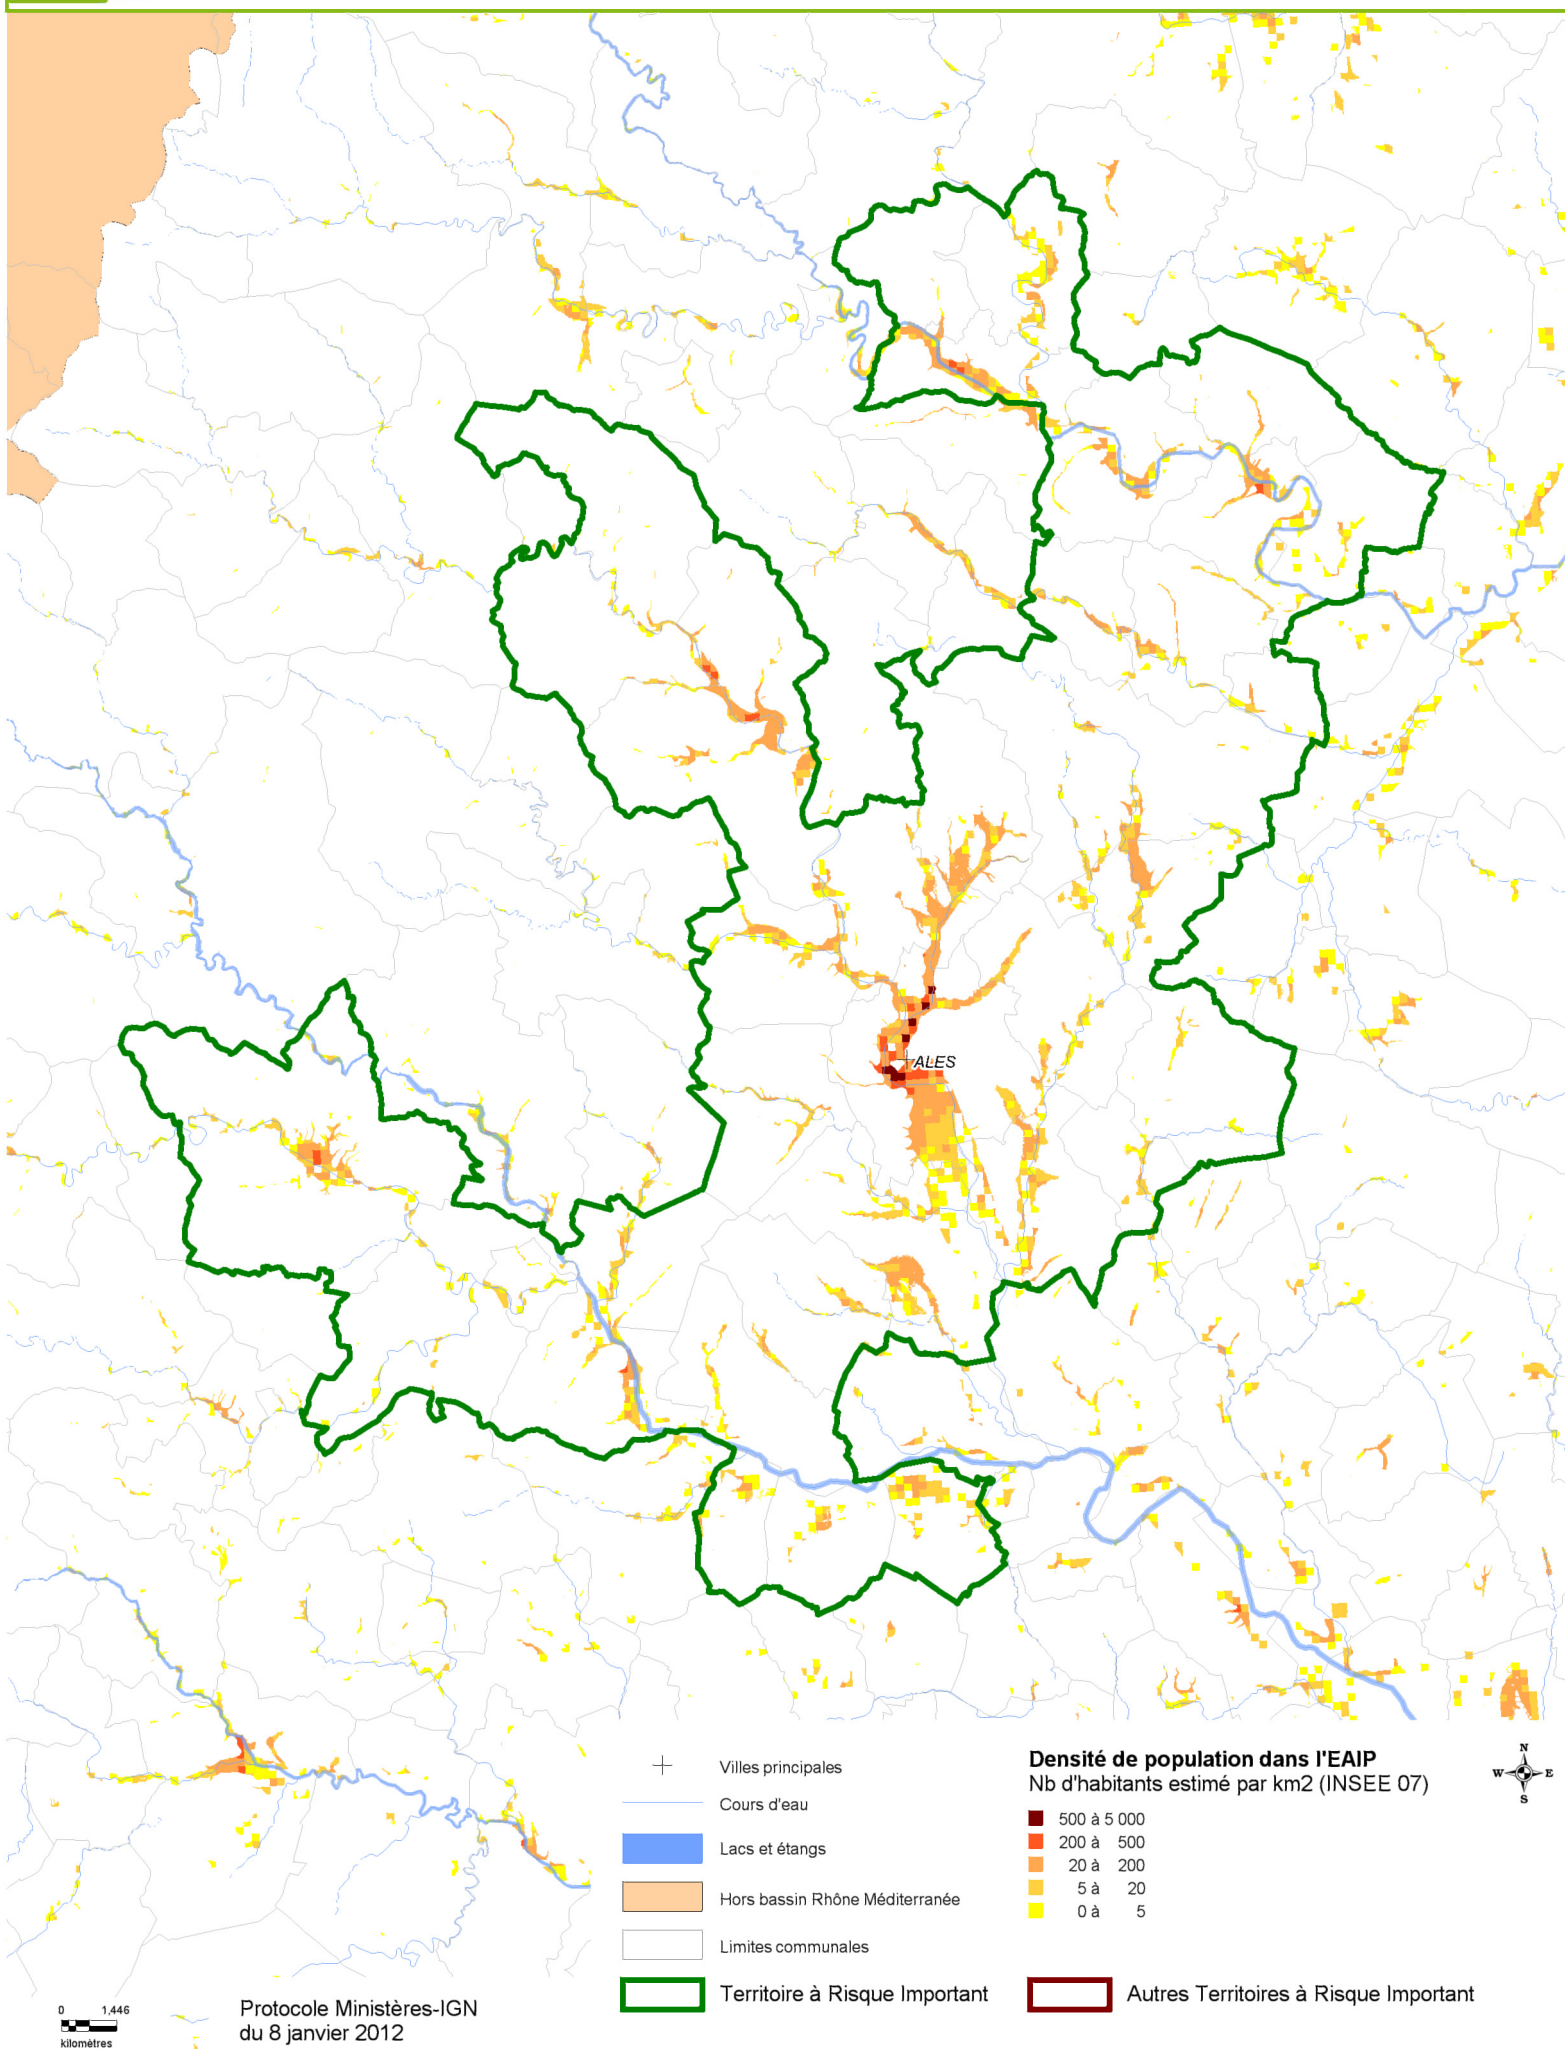 ALES
Villes principales
Cours d'eau
Lacs et étangs
Hors bassin Rhône Méditerranée
Limites communales
Territoire à Risque Important
Densité de population dans l'EAIP
Nb d'habitants estimé par km2 (INSEE 07)
500 à 5 000
200 à 500
20 à 200
5 à 20
0 à 5
Autres Territoires à Risque Important
N
W E
S
0 1,446
kilomètres
Protocole Ministères-IGN
du 8 janvier 2012